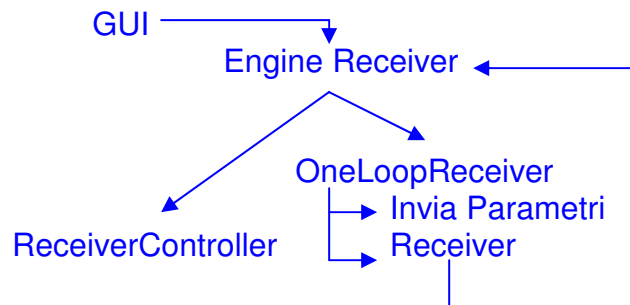 GUI
Engine Receiver
OneLoopReceiver
Invia Parametri
ReceiverController
Receiver